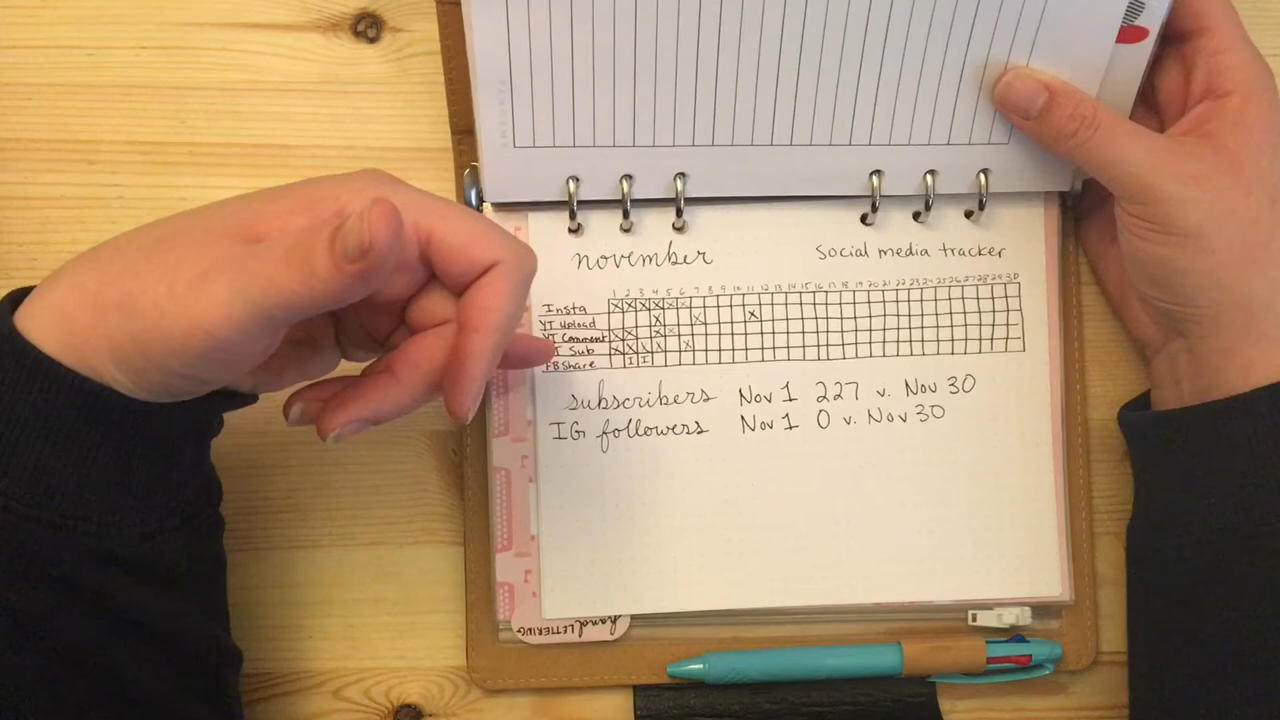 november
social media tracker
1 2 3 4 5 6 7 8 9 10 11 12 13 14 15 16 17 18 19 20 21 22 23 24 25 26 27 28 29 30
Insta X X X X X X
YT Upload X X X
YT Comment X X X X
T Sub X X X X X
FB Share I I
subscribers Nov 1 227 v. Nov 30
IG followers Nov 1 0 v. Nov 30
hand LETTERING